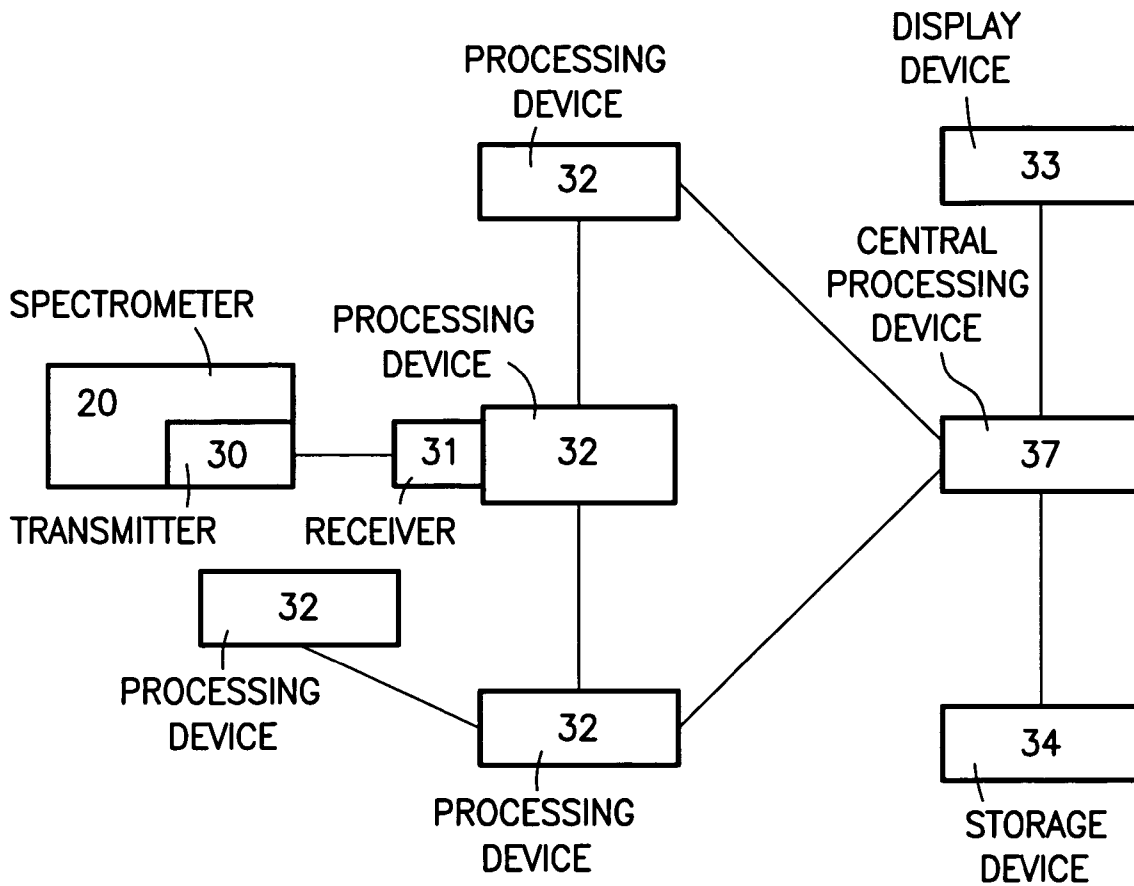 DISPLAY
DEVICE
33
PROCESSING
DEVICE
32
CENTRAL
PROCESSING
DEVICE
37
SPECTROMETER
20
30
TRANSMITTER
PROCESSING
DEVICE
31
32
RECEIVER
32
PROCESSING
DEVICE
32
PROCESSING
DEVICE
34
STORAGE
DEVICE